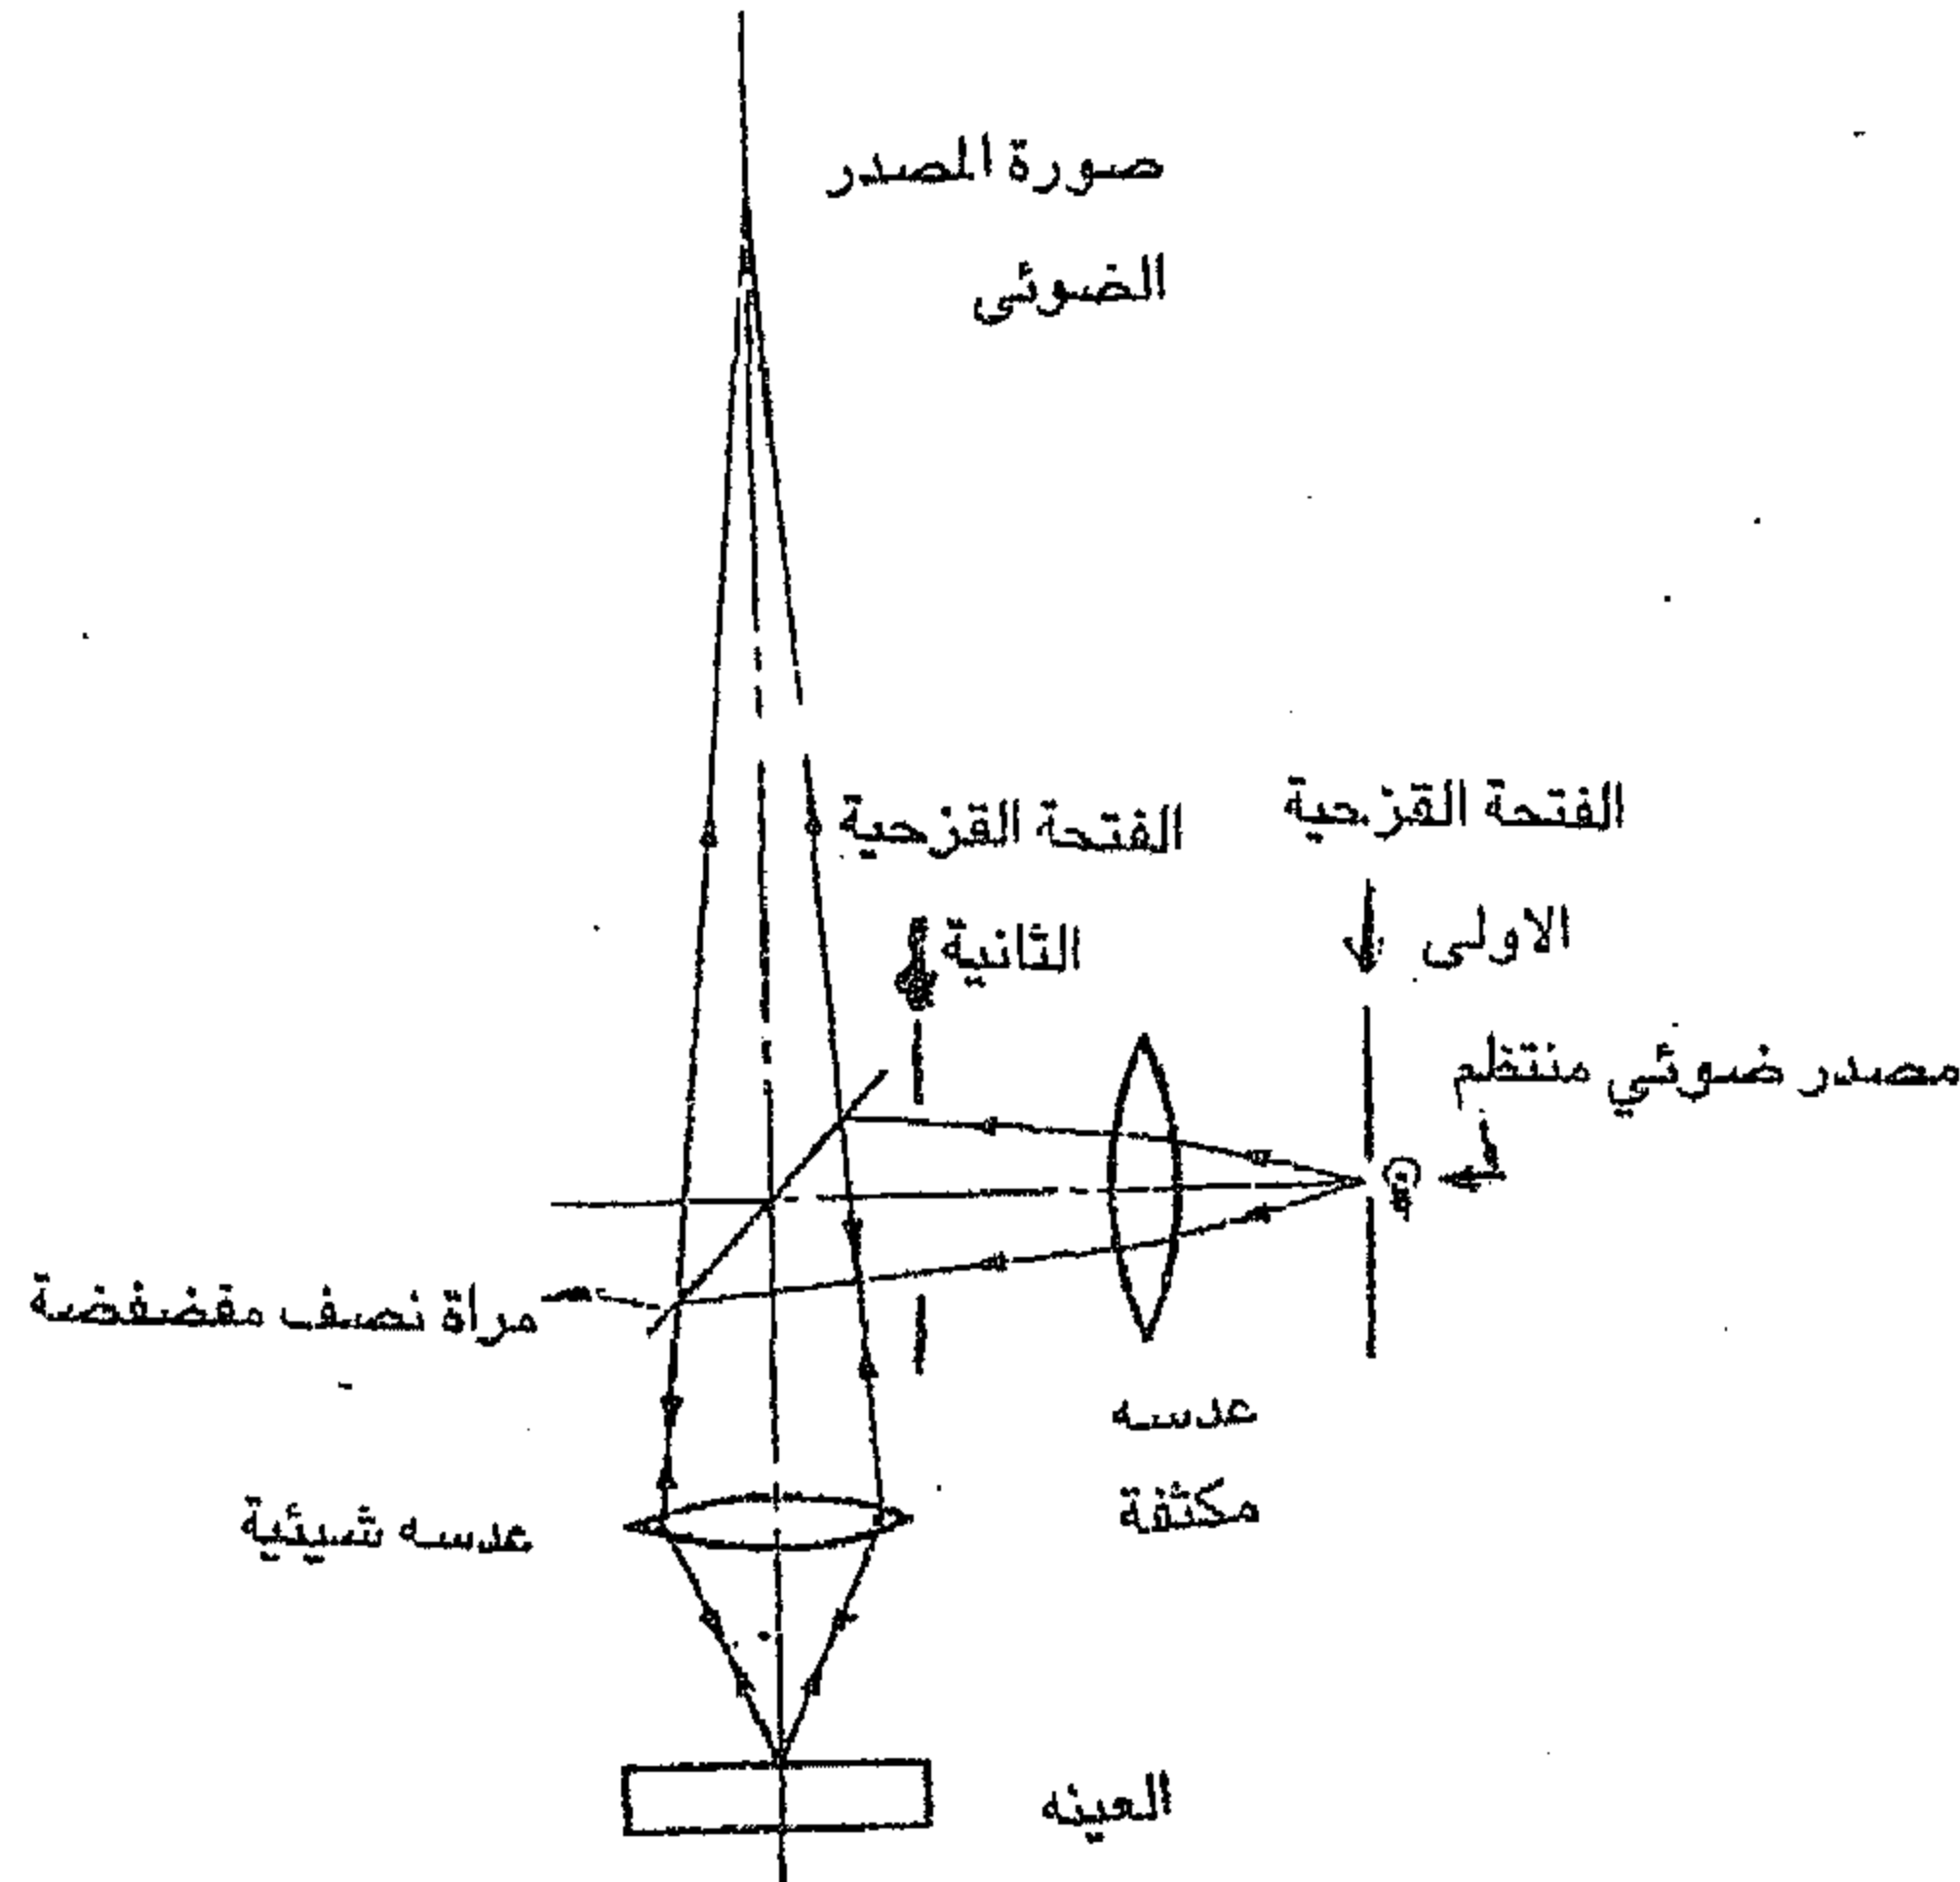 صورة المصدر
الضوئي
الفتحة القزحية
الاولى
الفتحة القزحية
الثانية
مصدر ضوئي منتظم
مراة نصف مفضضة
عدسه
مكثفة
عدسه شيئية
العينه